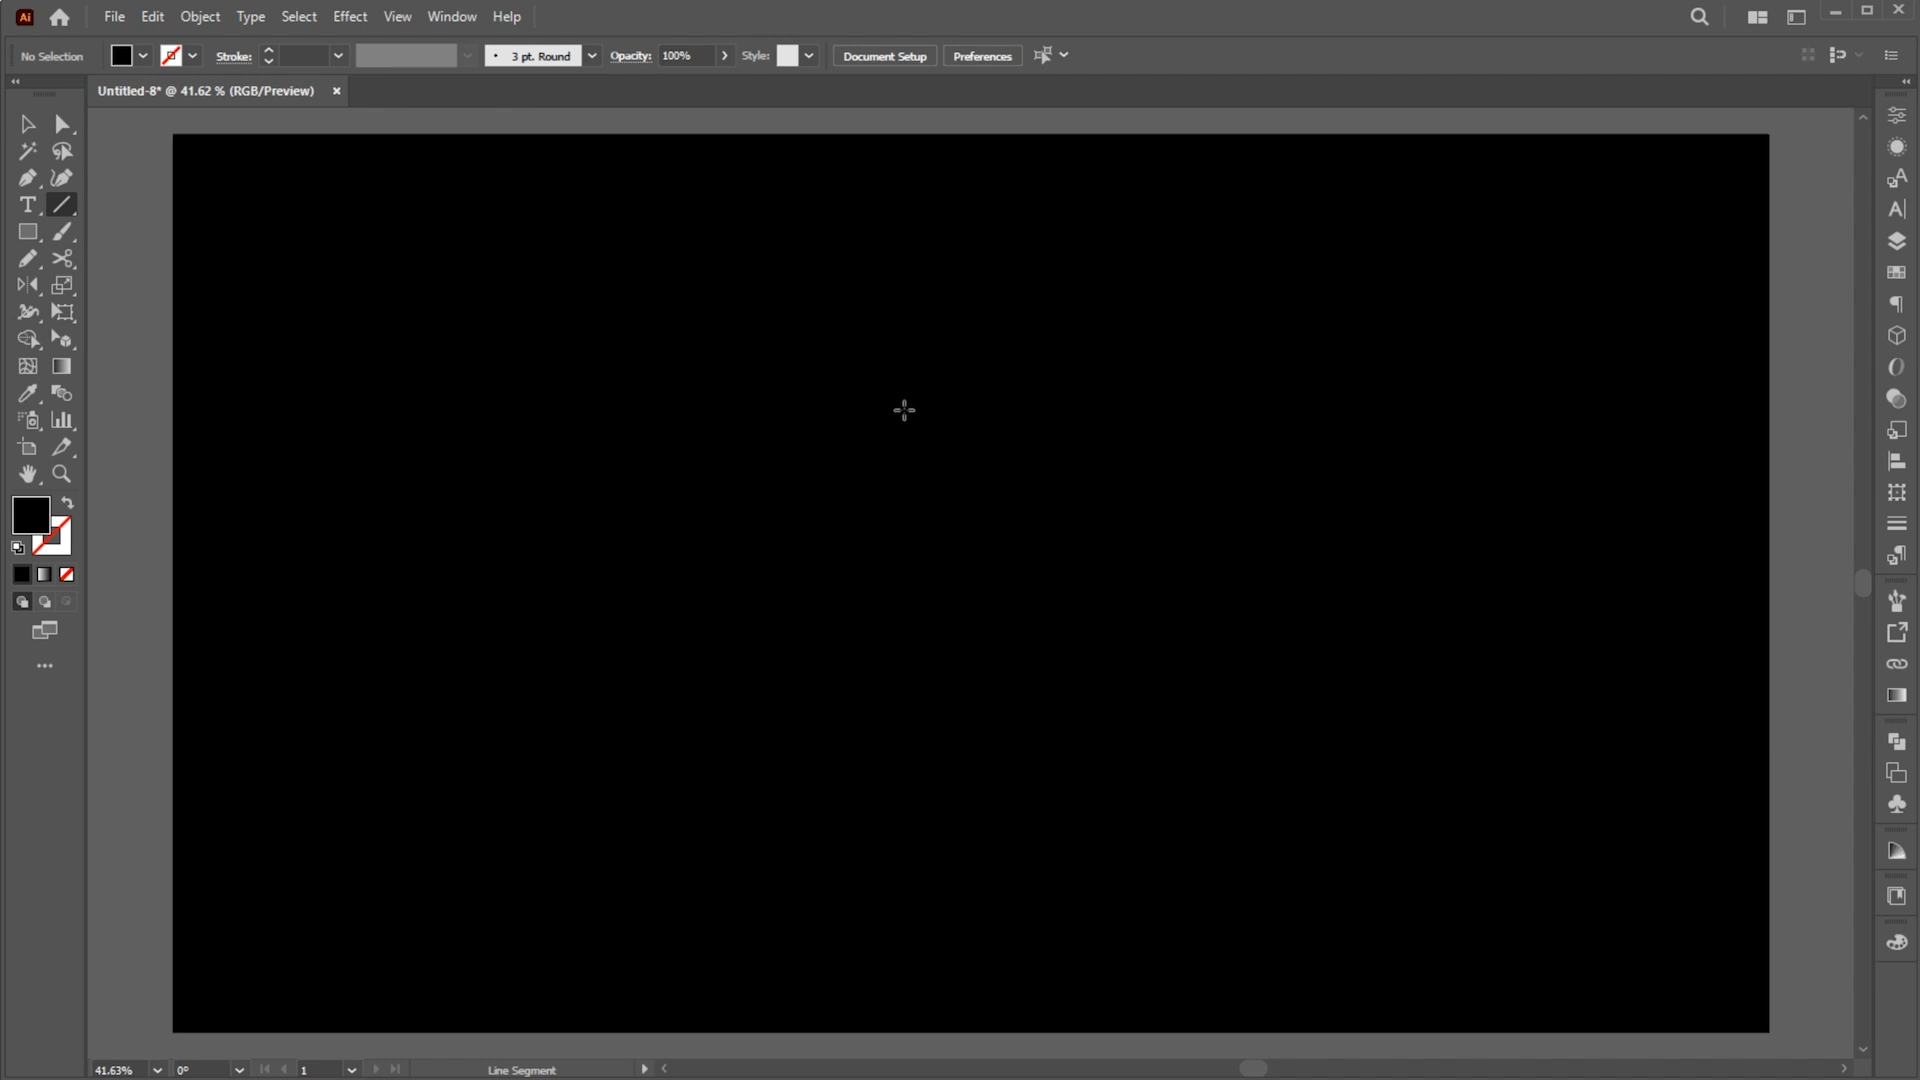 Ai File Edit Object Type Select Effect View Window Help
No Selection Stroke: 3 pt. Round Opacity: 100% Style: Document Setup Preferences
Untitled-8* @ 41.62 % (RGB/Preview) ×
41.63% 0° 1 Line Segment